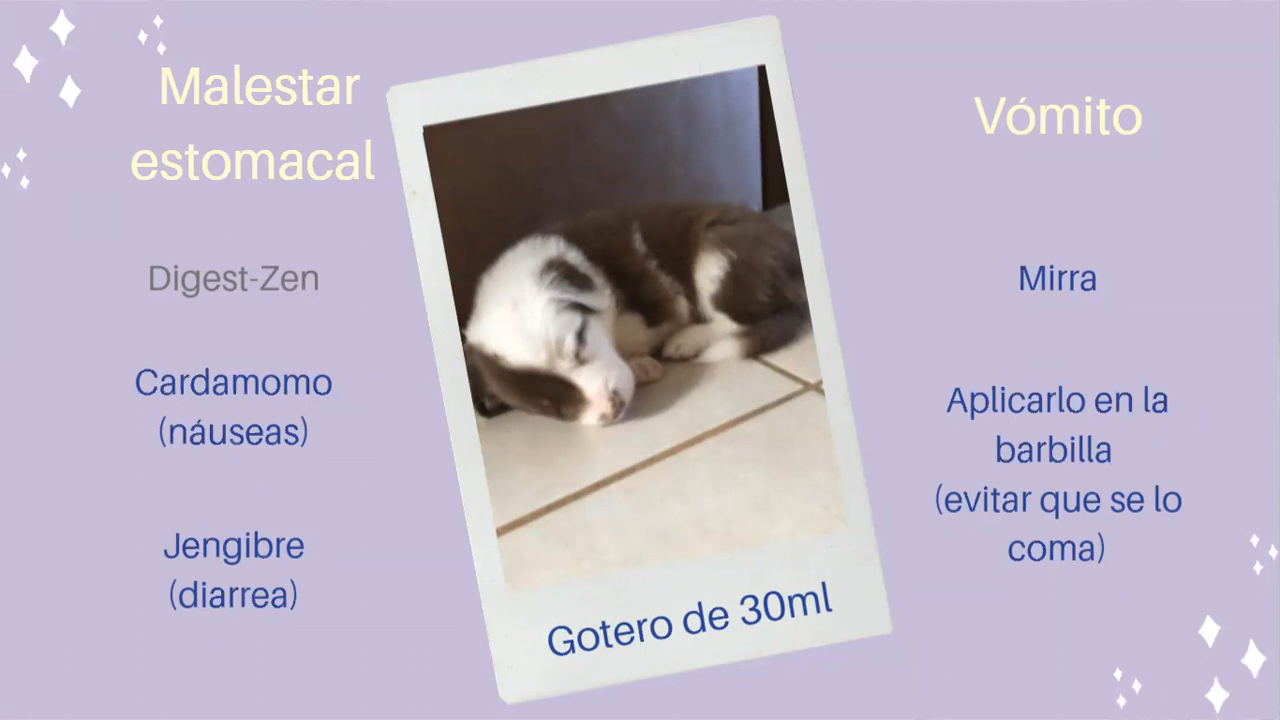 Malestar
estomacal
Digest-Zen
Cardamomo
(náuseas)
Jengibre
(diarrea)
Gotero de 30ml
Vómito
Mirra
Aplicarlo en la
barbilla
(evitar que se lo
coma)